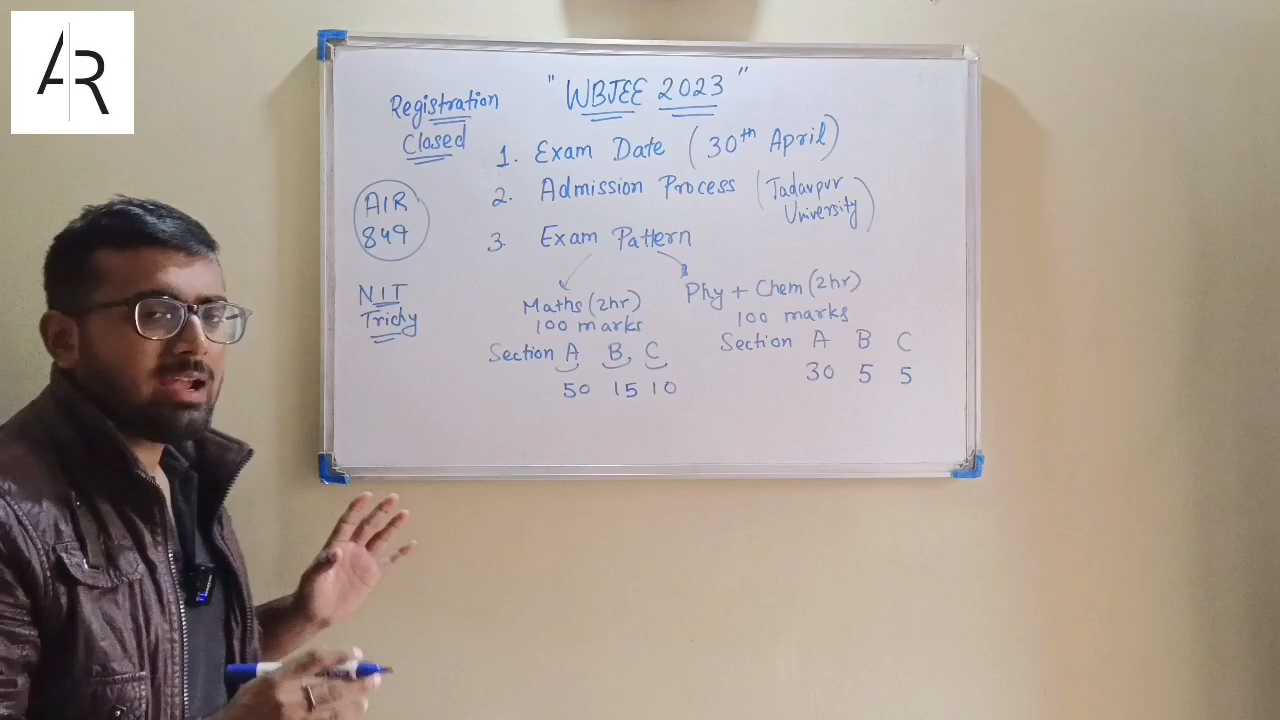 AR
" WBJEE 2023 "
Registration
Closed
1. Exam Date (30th April)
2. Admission Process (Jadavpur
University)
3. Exam Pattern
AIR
849
NIT
Trichy
Maths (2hr)
100 marks
Section A B, C
50 15 10
Phy + Chem (2hr)
100 marks
Section A B C
30 5 5